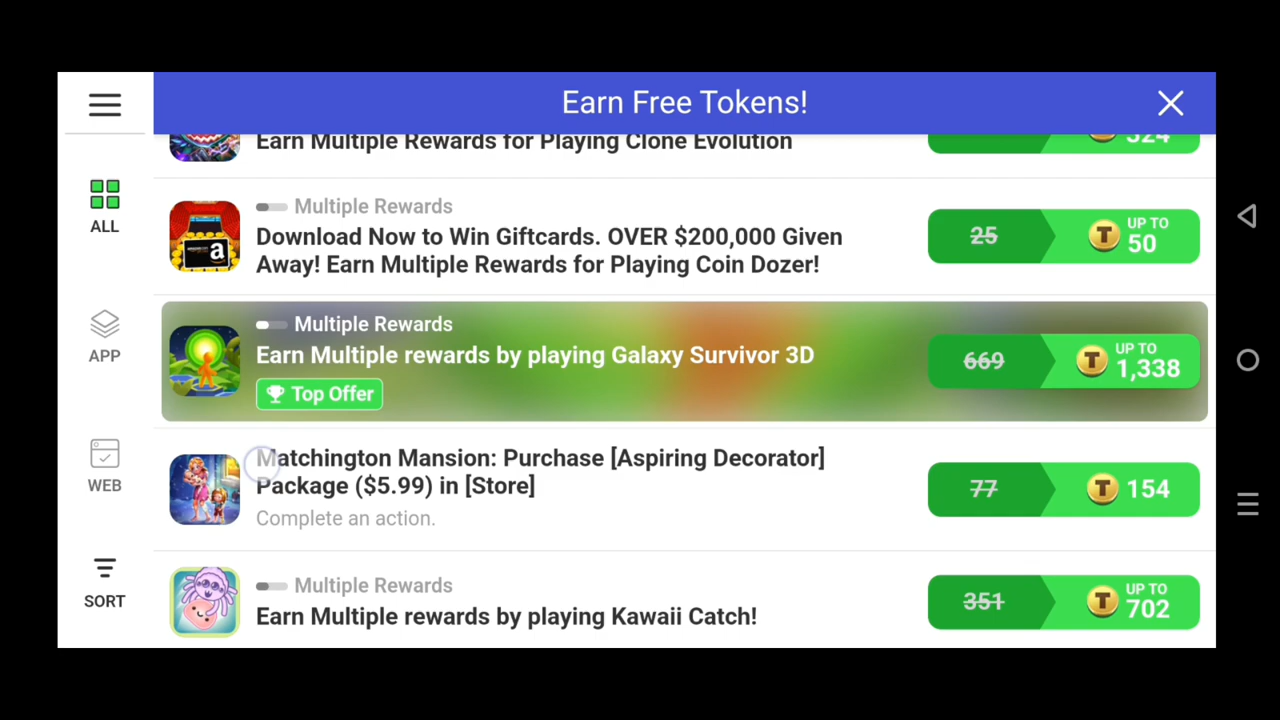 Earn Free Tokens!
Earn Multiple Rewards for Playing Clone Evolution
324
ALL
Multiple Rewards
Download Now to Win Giftcards. OVER $200,000 Given
Away! Earn Multiple Rewards for Playing Coin Dozer!
25
T
UP TO
50
a
APP
Multiple Rewards
Earn Multiple rewards by playing Galaxy Survivor 3D
Top Offer
669
T
UP TO
1,338
WEB
Matchington Mansion: Purchase [Aspiring Decorator]
Package ($5.99) in [Store]
Complete an action.
77
T
154
SORT
Multiple Rewards
Earn Multiple rewards by playing Kawaii Catch!
351
T
UP TO
702